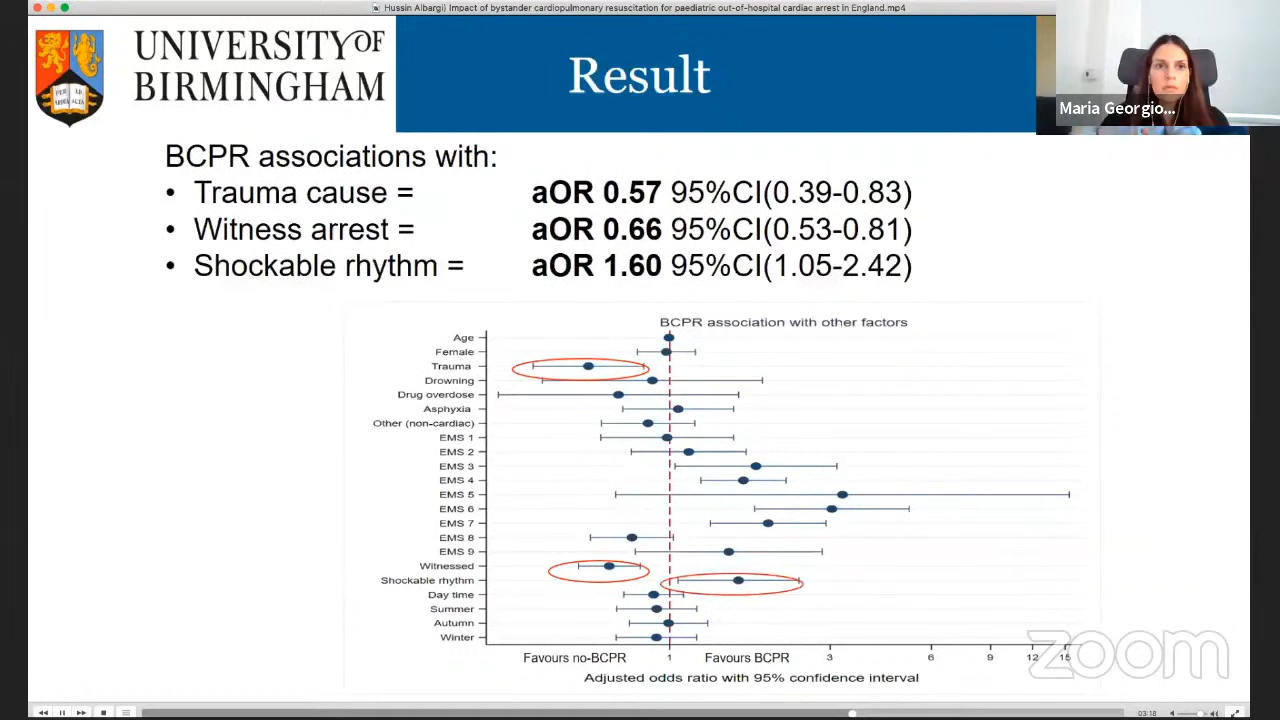 Hussin Albargi) Impact of bystander cardiopulmonary resuscitation for paediatric out-of-hospital cardiac arrest in England.mp4
UNIVERSITY OF
BIRMINGHAM
Result
Maria Georgio...
BCPR associations with:
• Trauma cause = aOR 0.57 95%CI(0.39-0.83)
• Witness arrest = aOR 0.66 95%CI(0.53-0.81)
• Shockable rhythm = aOR 1.60 95%CI(1.05-2.42)
BCPR association with other factors
Age
Female
Trauma
Drowning
Drug overdose
Asphyxia
Other (non-cardiac)
EMS 1
EMS 2
EMS 3
EMS 4
EMS 5
EMS 6
EMS 7
EMS 8
EMS 9
Witnessed
Shockable rhythm
Day time
Summer
Autumn
Winter
Favours no-BCPR 1 Favours BCPR 3 6 9 12 15
Adjusted odds ratio with 95% confidence interval
zoom
03:18